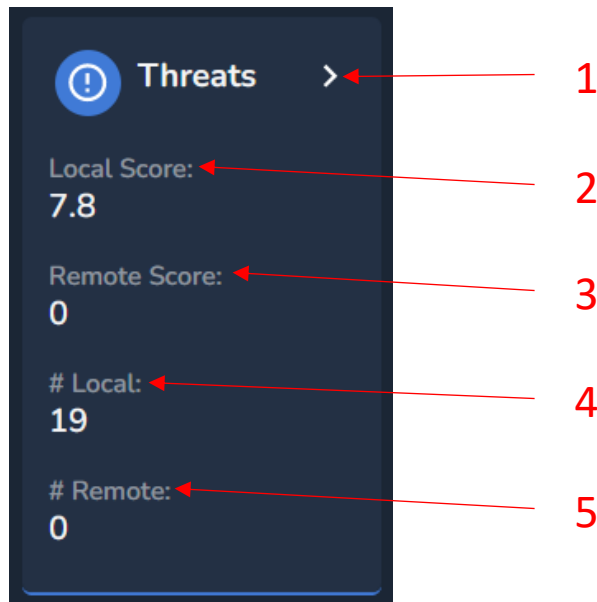 Threats > 1
Local Score: 2
7.8
Remote Score: 3
0
# Local: 4
19
# Remote: 5
0